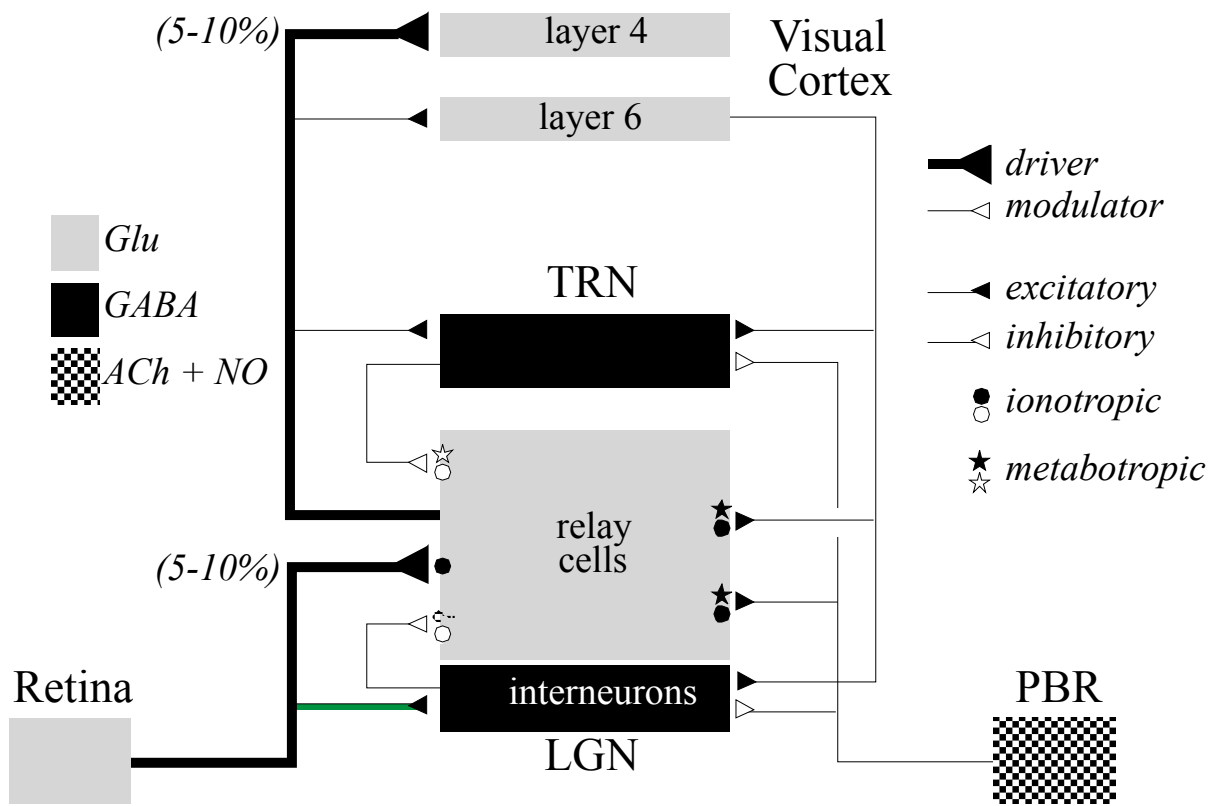 (5-10%)
layer 4
Visual
Cortex
layer 6
driver
modulator
Glu
GABA
ACh + NO
TRN
excitatory
inhibitory
ionotropic
metabotropic
relay
cells
(5-10%)
Retina
interneurons
LGN
PBR